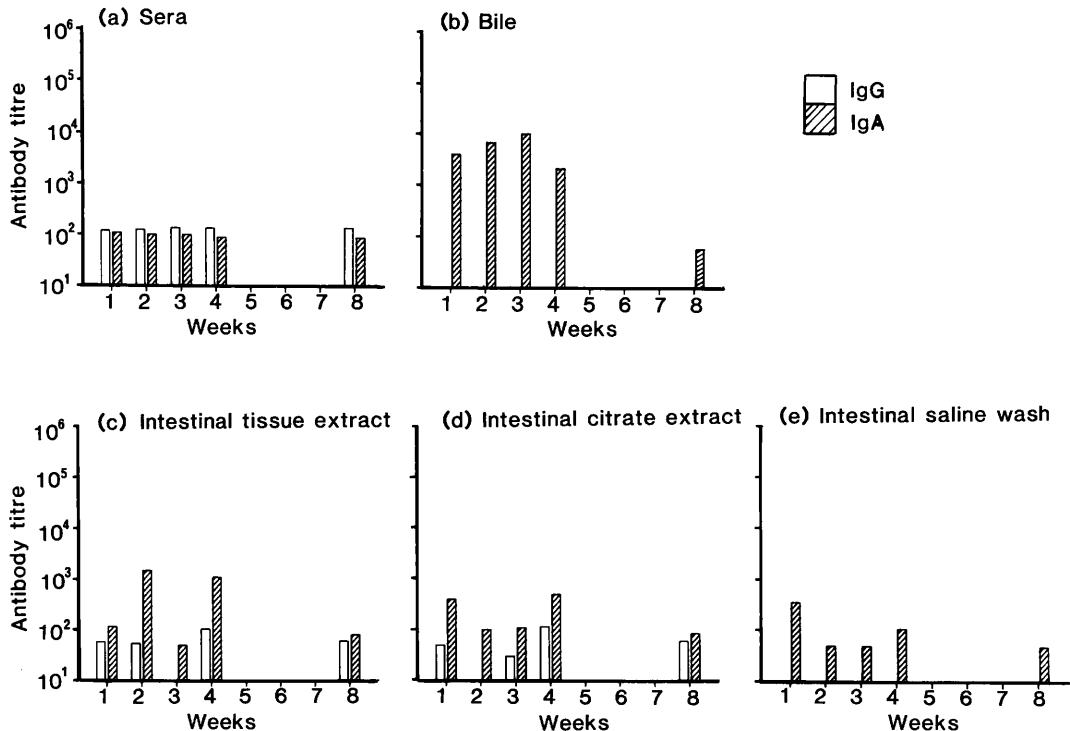 (a) Sera
10⁶
10⁵
10⁴
10³
10²
10¹
Antibody titre
1 2 3 4 5 6 7 8
Weeks
(b) Bile
1 2 3 4 5 6 7 8
Weeks
IgG
IgA
(c) Intestinal tissue extract
10⁶
10⁵
10⁴
10³
10²
10¹
Antibody titre
1 2 3 4 5 6 7 8
Weeks
(d) Intestinal citrate extract
1 2 3 4 5 6 7 8
Weeks
(e) Intestinal saline wash
1 2 3 4 5 6 7 8
Weeks